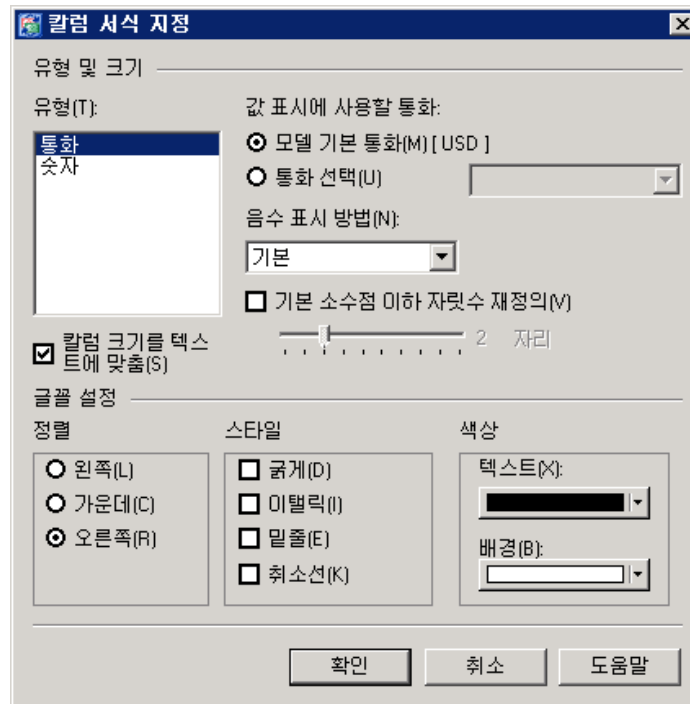 칼럼 서식 지정
유형 및 크기
유형(T):
통화
숫자
칼럼 크기를 텍스
트에 맞춤(S)
값 표시에 사용할 통화:
모델 기본 통화(M) [ USD ]
통화 선택(U)
음수 표시 방법(N):
기본
기본 소수점 이하 자릿수 재정의(V)
2 자리
글꼴 설정
정렬
왼쪽(L)
가운데(C)
오른쪽(R)
스타일
굵게(D)
이탤릭(I)
밑줄(E)
취소선(K)
색상
텍스트(X):
배경(B):
확인
취소
도움말